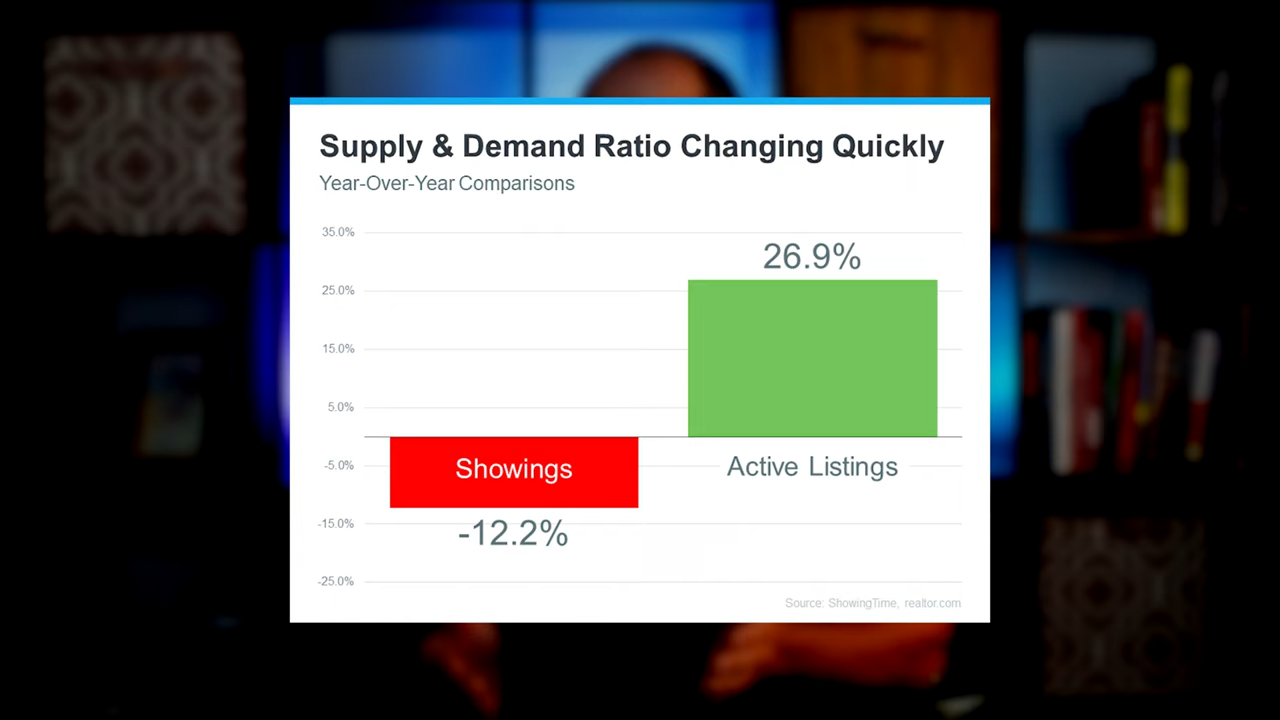 Supply & Demand Ratio Changing Quickly
Year-Over-Year Comparisons
35.0%
26.9%
25.0%
15.0%
5.0%
-5.0%
Showings
Active Listings
-15.0%
-12.2%
-25.0%
Source: ShowingTime, realtor.com